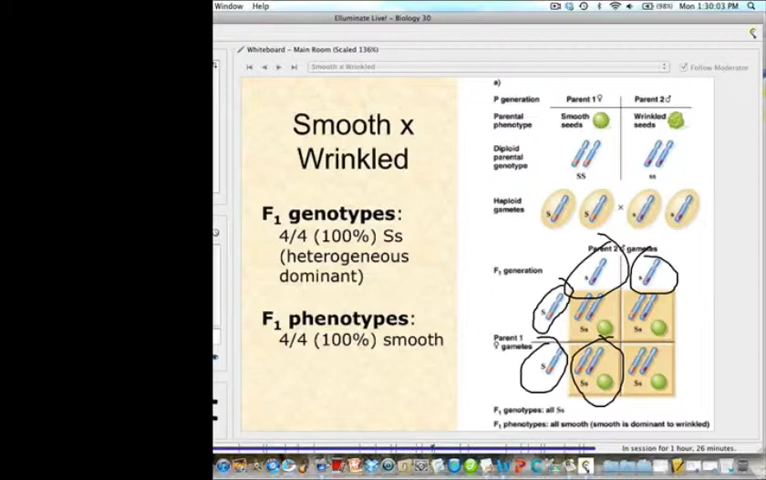 Window Help
(98%) Mon 1:30:03 PM
Elluminate Live! - Biology 30
Whiteboard - Main Room (Scaled 136%)
Smooth x Wrinkled
Follow Moderator
Smooth x
Wrinkled
F1 genotypes:
4/4 (100%) Ss
(heterogeneous
dominant)
F1 phenotypes:
4/4 (100%) smooth
a)
P generation
Parent 1♀
Parent 2♂
Parental
phenotype
Smooth
seeds
Wrinkled
seeds
Diploid
parental
genotype
SS
ss
Haploid
gametes
S
S
x
s
s
Parent 2♂ gametes
F1 generation
s
s
S
Ss
Ss
Parent 1
♀ gametes
S
Ss
Ss
F1 genotypes: all Ss
F1 phenotypes: all smooth (smooth is dominant to wrinkled)
In session for 1 hour, 26 minutes.